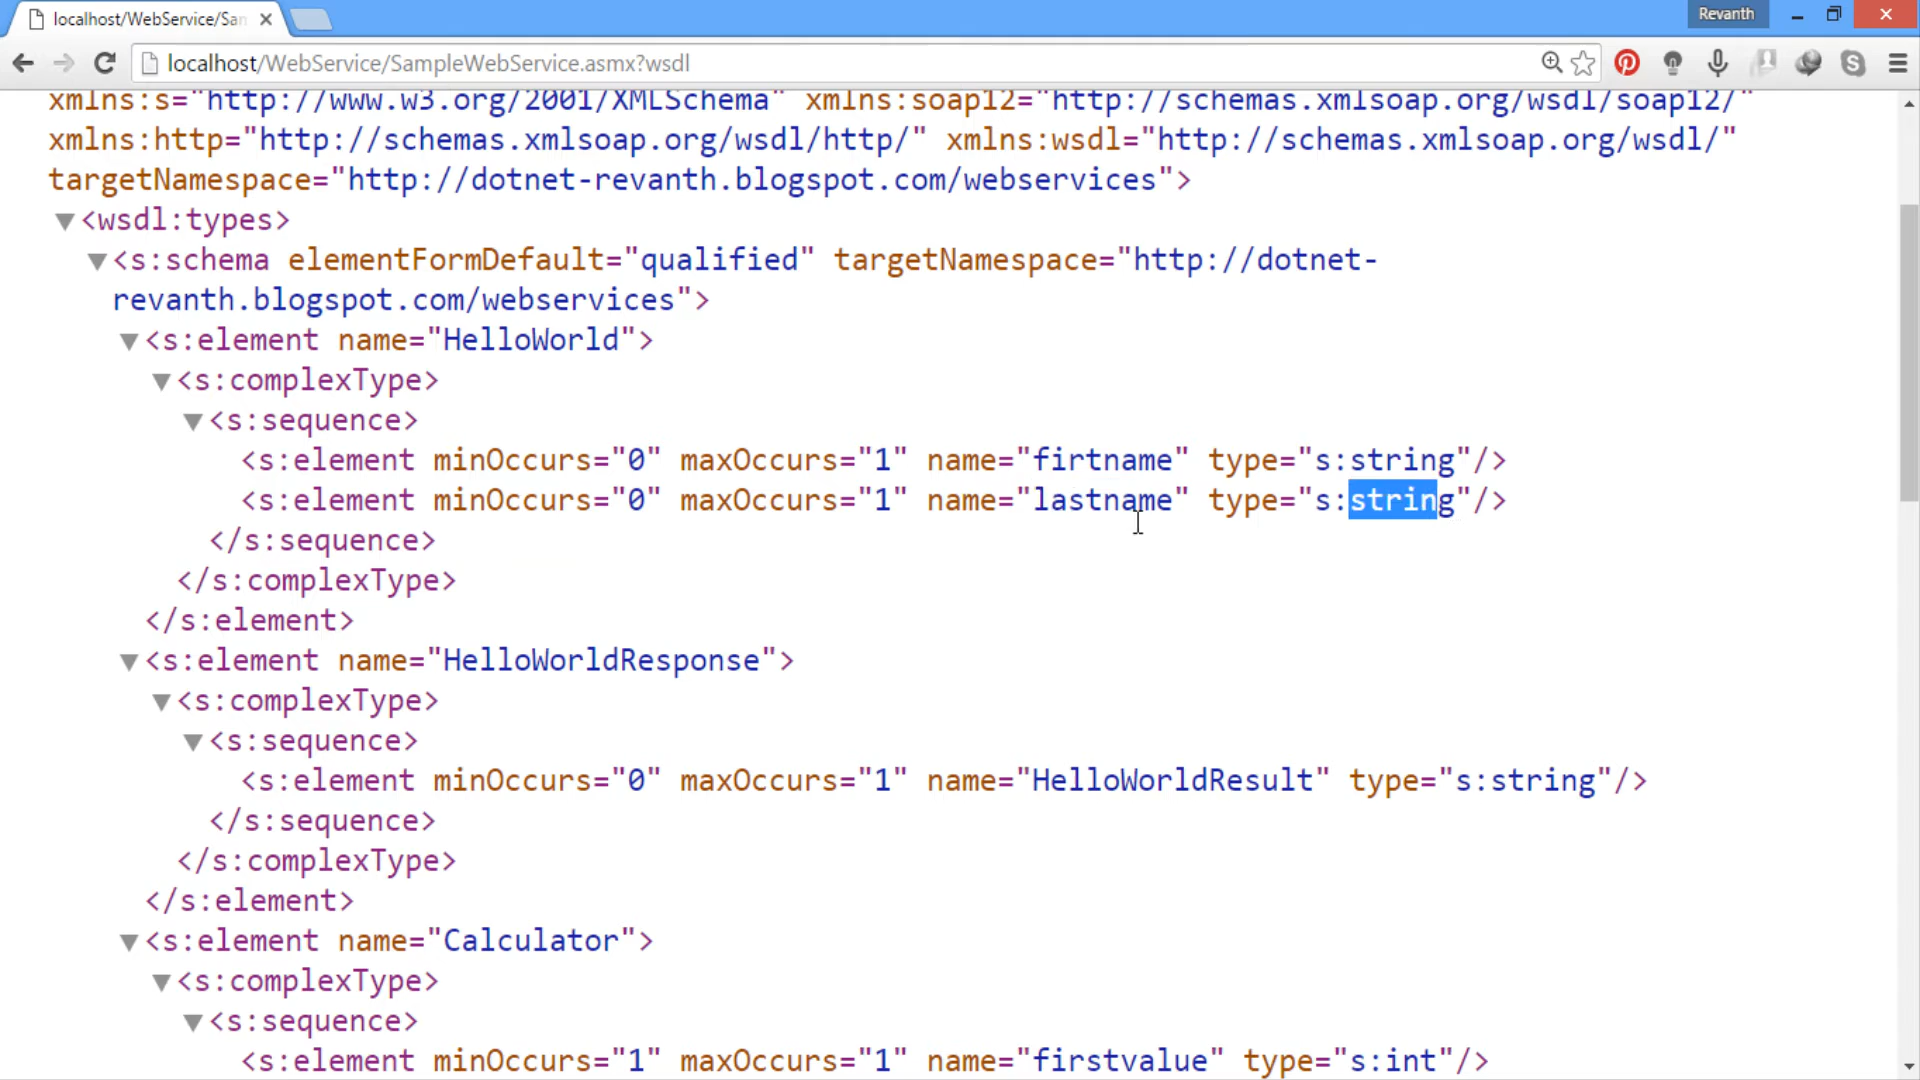 localhost/WebService/Sam
Revanth
localhost/WebService/SampleWebService.asmx?wsdl
xmlns:s="http://www.w3.org/2001/XMLSchema" xmlns:soap12="http://schemas.xmlsoap.org/wsdl/soap12/"
xmlns:http="http://schemas.xmlsoap.org/wsdl/http/" xmlns:wsdl="http://schemas.xmlsoap.org/wsdl/"
targetNamespace="http://dotnet-revanth.blogspot.com/webservices">
<wsdl:types>
<s:schema elementFormDefault="qualified" targetNamespace="http://dotnet-
revanth.blogspot.com/webservices">
<s:element name="HelloWorld">
<s:complexType>
<s:sequence>
<s:element minOccurs="0" maxOccurs="1" name="firtname" type="s:string"/>
<s:element minOccurs="0" maxOccurs="1" name="lastname" type="s:string"/>
</s:sequence>
</s:complexType>
</s:element>
<s:element name="HelloWorldResponse">
<s:complexType>
<s:sequence>
<s:element minOccurs="0" maxOccurs="1" name="HelloWorldResult" type="s:string"/>
</s:sequence>
</s:complexType>
</s:element>
<s:element name="Calculator">
<s:complexType>
<s:sequence>
<s:element minOccurs="1" maxOccurs="1" name="firstvalue" type="s:int"/>